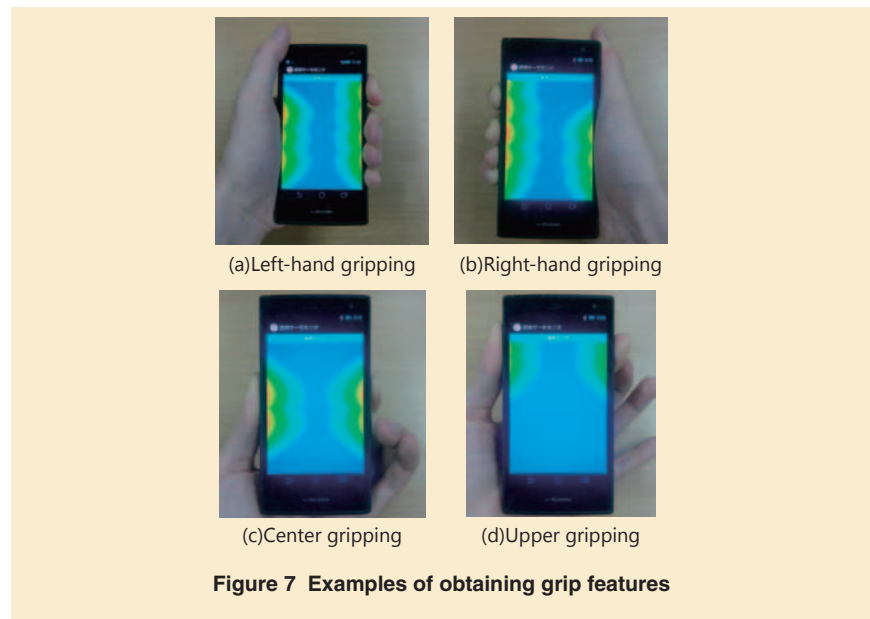 (a)Left-hand gripping
(b)Right-hand gripping
(c)Center gripping
(d)Upper gripping
Figure 7 Examples of obtaining grip features